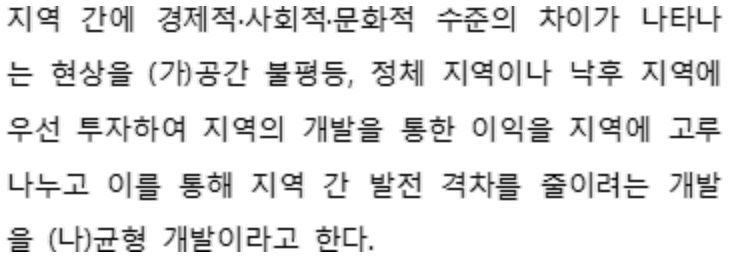 지역 간에 경제적·사회적·문화적 수준의 차이가 나타나
는 현상을 (가)공간 불평등, 정체 지역이나 낙후 지역에
우선 투자하여 지역의 개발을 통한 이익을 지역에 고루
나누고 이를 통해 지역 간 발전 격차를 줄이려는 개발
을 (나)균형 개발이라고 한다.